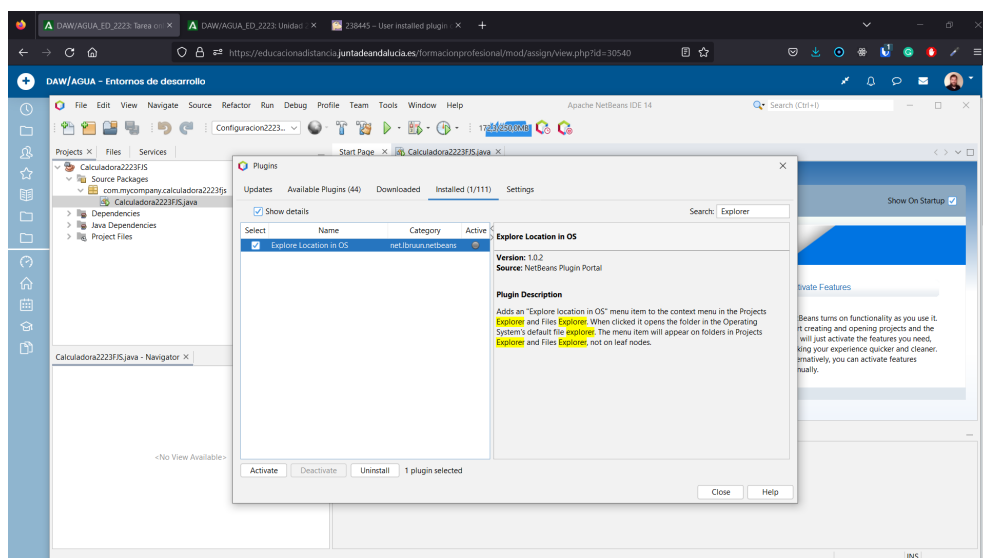 DAW/AGUA_ED_2223: Tarea on
DAW/AGUA_ED_2223: Unidad
238445 – User installed plugin
https://educacionadistancia.juntadeandalucia.es/formacionprofesional/mod/assign/view.php?id=30540
DAW/AGUA - Entornos de desarrollo
File Edit View Navigate Source Refactor Run Debug Profile Team Tools Window Help
Apache NetBeans IDE 14
Search (Ctrl+I)
Configuracion2223...
Projects Files Services
Start Page Calculadora2223FJS.java
Calculadora2223FJS
Source Packages
com.mycompany.calculadora2223fjs
Calculadora2223FJS.java
Dependencies
Java Dependencies
Project Files
Calculadora2223FJS.java - Navigator
<No View Available>
Plugins
Updates Available Plugins (44) Downloaded Installed (1/111) Settings
Show details
Search: Explorer
Select Name Category Active
Explore Location in OS net.lbruun.netbeans
Explore Location in OS
Version: 1.0.2
Source: NetBeans Plugin Portal
Plugin Description
Adds an "Explore location in OS" menu item to the context menu in the Projects
Explorer and Files Explorer. When clicked it opens the folder in the Operating
System's default file explorer. The menu item will appear on folders in Projects
Explorer and Files Explorer, not on leaf nodes.
Activate Deactivate Uninstall 1 plugin selected
Close Help
Show On Startup
tivate Features
Beans turns on functionality as you use it.
rt creating and opening projects and the
will just activate the features you need,
king your experience quicker and cleaner.
ernatively, you can activate features
nually.
INS